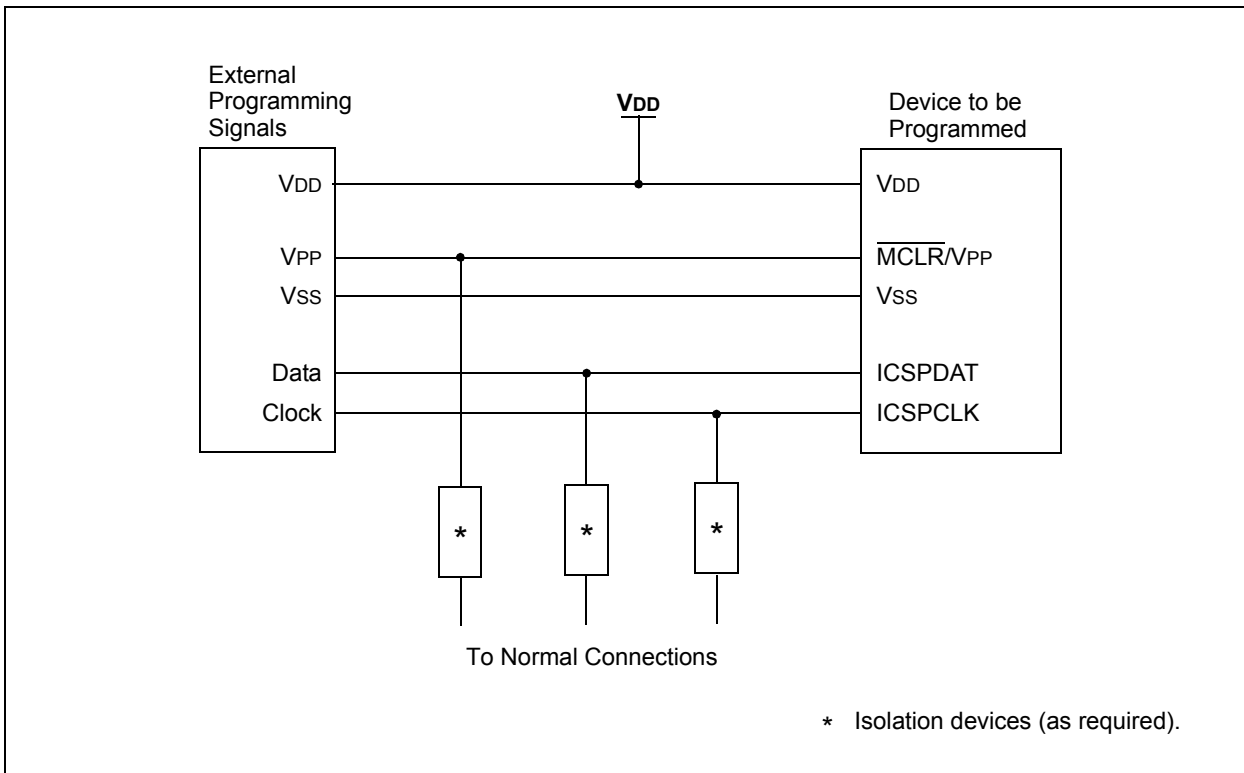 External
Programming
Signals
VDD
Device to be
Programmed
VDD
VDD
VPP
MCLR/VPP
VSS
VSS
Data
ICSPDAT
Clock
ICSPCLK
*
*
*
To Normal Connections
* Isolation devices (as required).